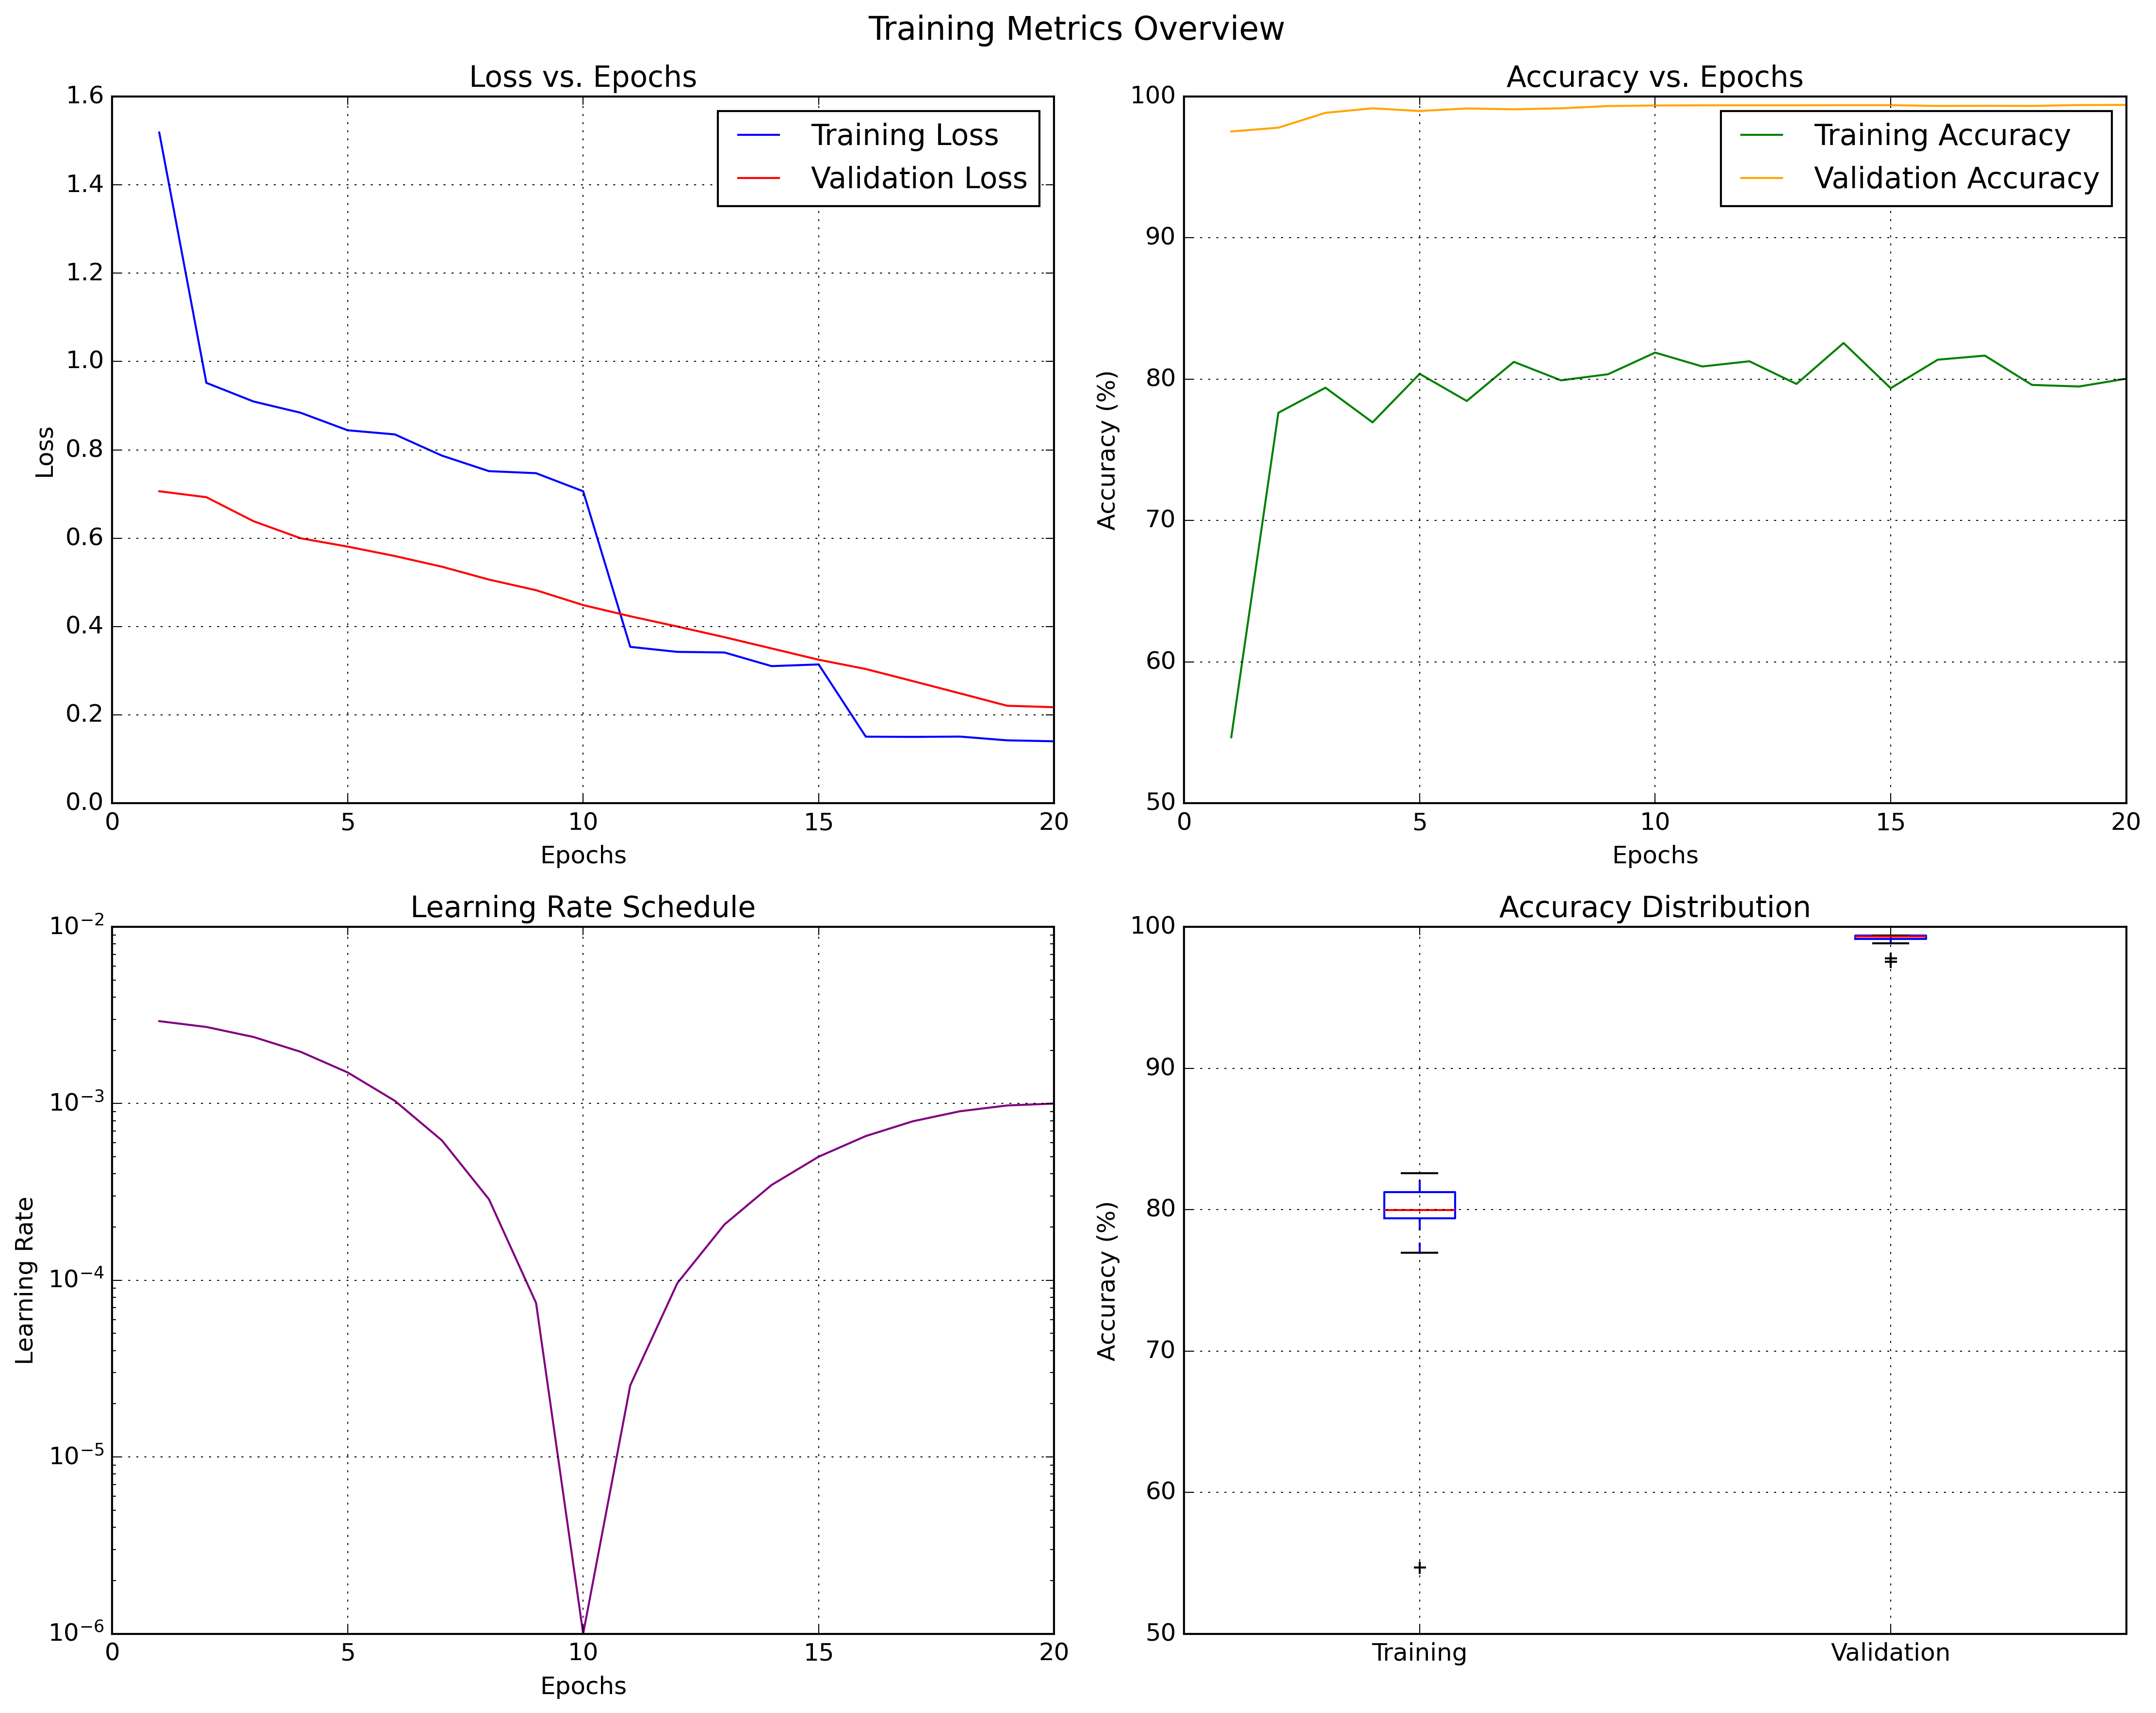 Training Metrics Overview
Loss vs. Epochs
1.6
1.4
1.2
1.0
0.8
0.6
0.4
0.2
0.0
Loss
Training Loss
Validation Loss
0 5 10 15 20
Epochs
Accuracy vs. Epochs
100
90
80
70
60
50
Accuracy (%)
Training Accuracy
Validation Accuracy
0 5 10 15 20
Epochs
Learning Rate Schedule
10⁻²
10⁻³
10⁻⁴
10⁻⁵
10⁻⁶
Learning Rate
0 5 10 15 20
Epochs
Accuracy Distribution
100
90
80
70
60
50
Accuracy (%)
Training Validation